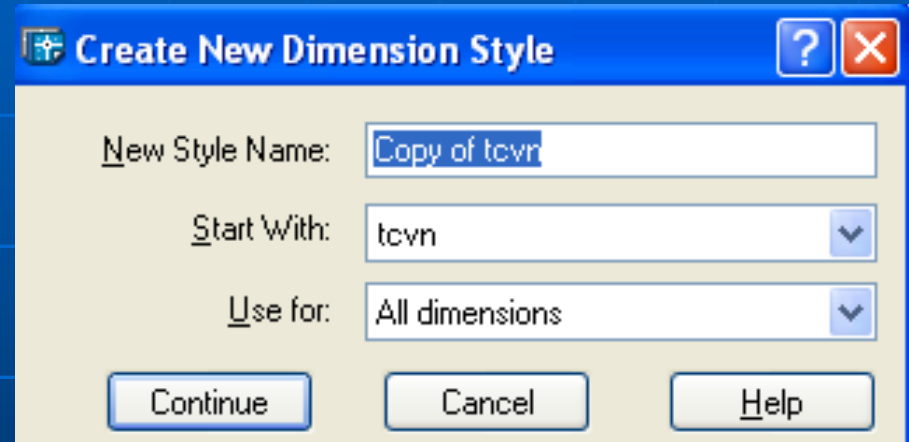 Create New Dimension Style
New Style Name: Copy of tcvn
Start With: tcvn
Use for: All dimensions
Continue Cancel Help